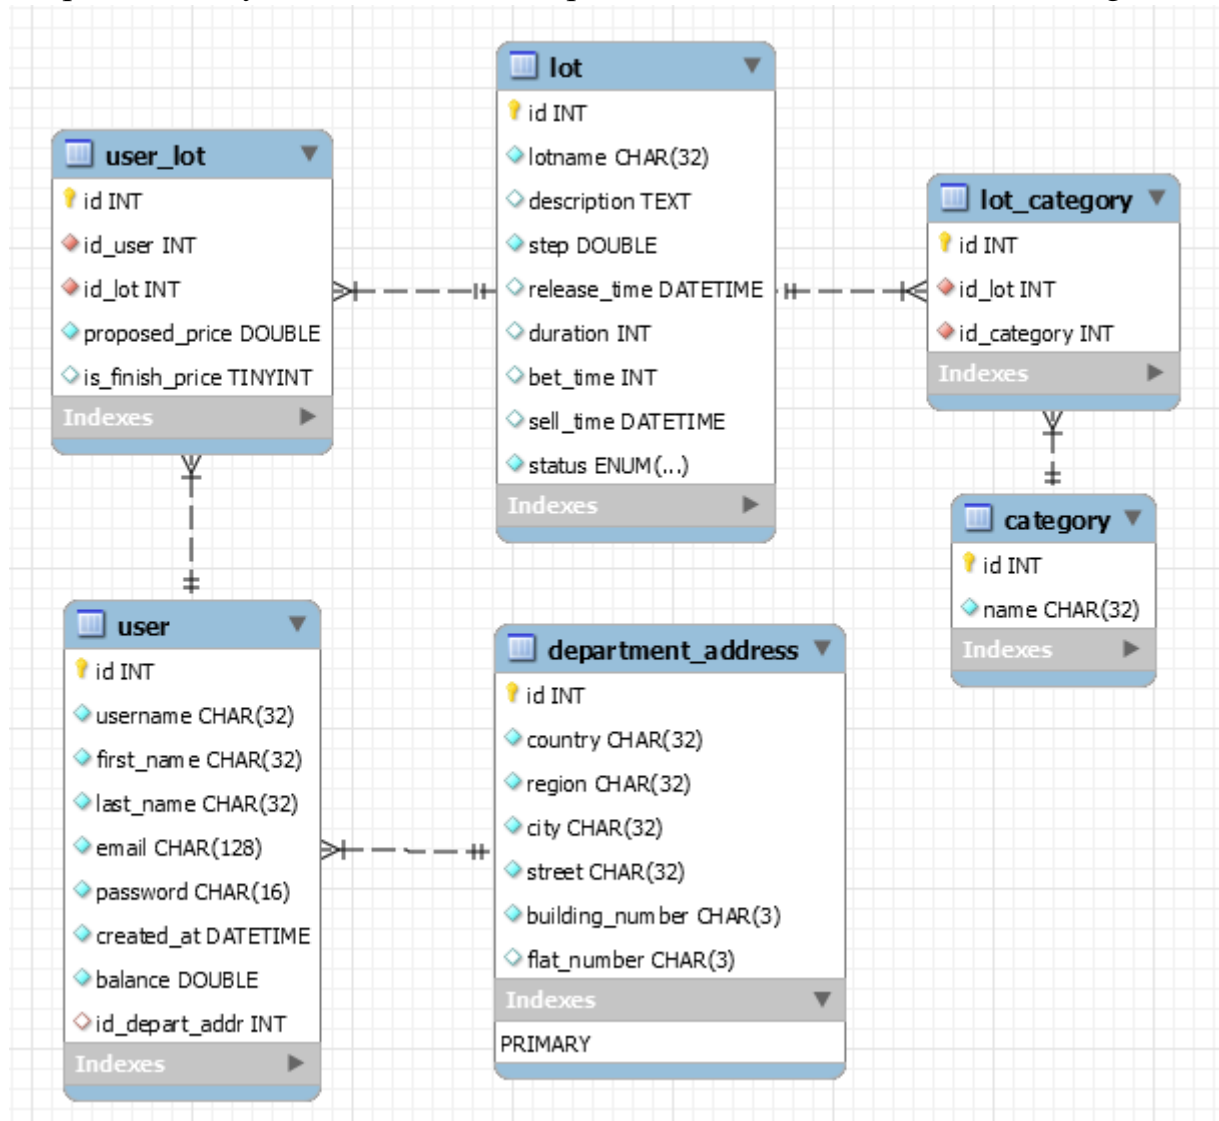 lot
id INT
lotname CHAR(32)
description TEXT
step DOUBLE
release_time DATETIME
duration INT
bet_time INT
sell_time DATETIME
status ENUM(...)
Indexes
user_lot
id INT
id_user INT
id_lot INT
proposed_price DOUBLE
is_finish_price TINYINT
Indexes
lot_category
id INT
id_lot INT
id_category INT
Indexes
category
id INT
name CHAR(32)
Indexes
user
id INT
username CHAR(32)
first_name CHAR(32)
last_name CHAR(32)
email CHAR(128)
password CHAR(16)
created_at DATETIME
balance DOUBLE
id_depart_addr INT
Indexes
department_address
id INT
country CHAR(32)
region CHAR(32)
city CHAR(32)
street CHAR(32)
building_number CHAR(3)
flat_number CHAR(3)
Indexes
PRIMARY